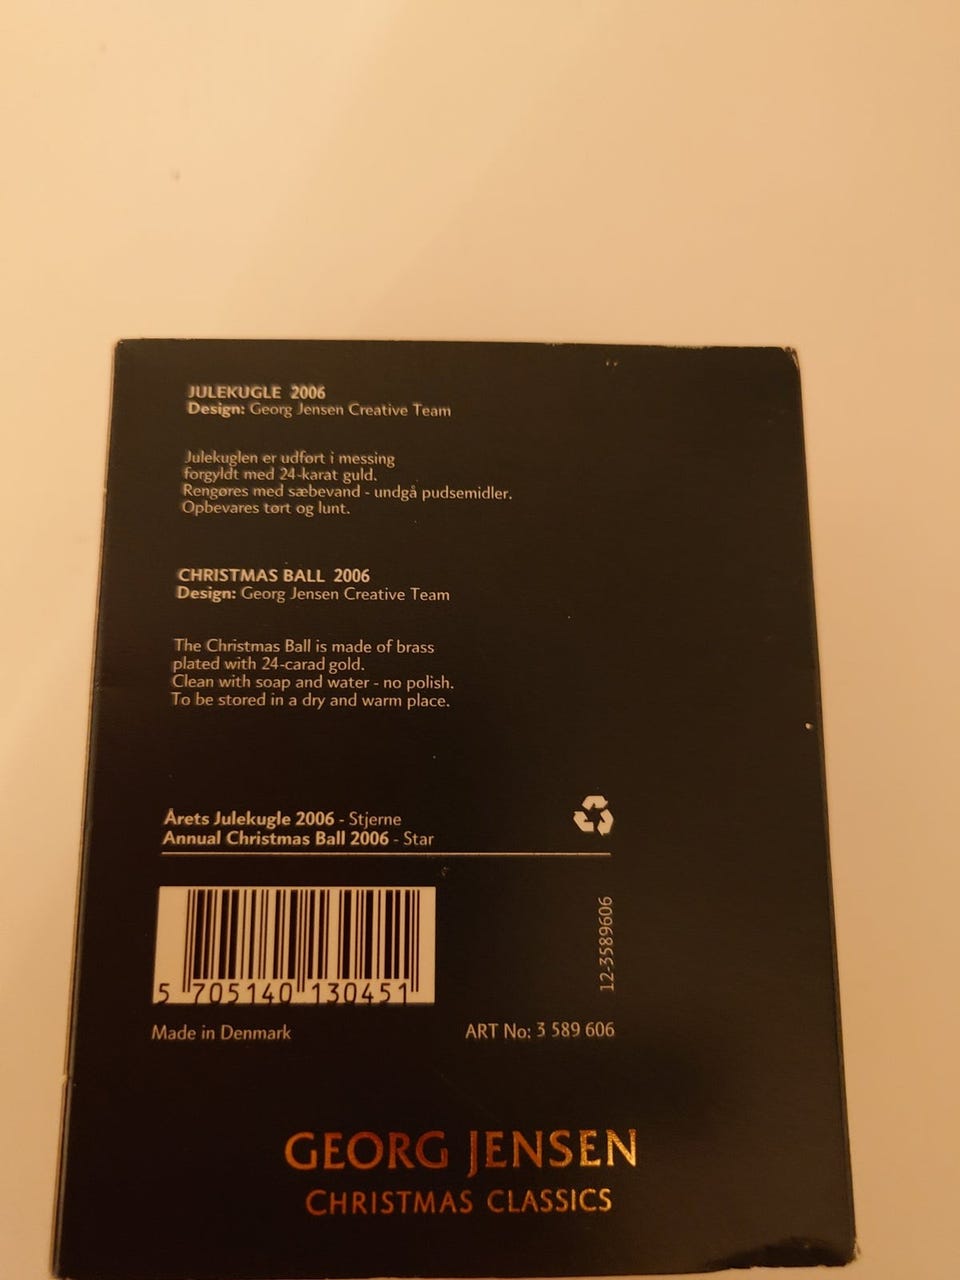 JULEKUGLE 2006
Design: Georg Jensen Creative Team
Julekuglen er udført i messing
forgyldt med 24-karat guld.
Rengøres med sæbevand - undgå pudsemidler.
Opbevares tørt og lunt.
CHRISTMAS BALL 2006
Design: Georg Jensen Creative Team
The Christmas Ball is made of brass
plated with 24-carad gold.
Clean with soap and water - no polish.
To be stored in a dry and warm place.
Årets Julekugle 2006 - Stjerne
Annual Christmas Ball 2006 - Star
12-3589606
5 705140 130451
Made in Denmark
ART No: 3 589 606
GEORG JENSEN
CHRISTMAS CLASSICS